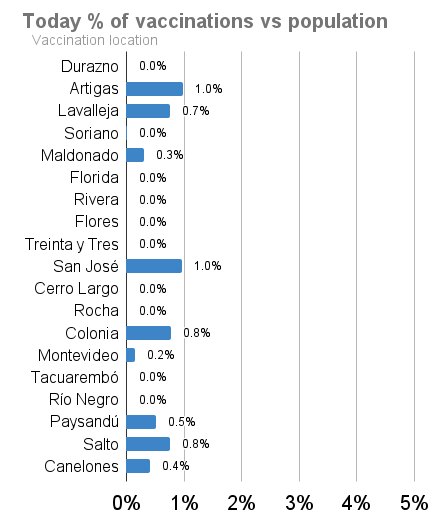 Today % of vaccinations vs population
Vaccination location
Durazno 0.0%
Artigas 1.0%
Lavalleja 0.7%
Soriano 0.0%
Maldonado 0.3%
Florida 0.0%
Rivera 0.0%
Flores 0.0%
Treinta y Tres 0.0%
San José 1.0%
Cerro Largo 0.0%
Rocha 0.0%
Colonia 0.8%
Montevideo 0.2%
Tacuarembó 0.0%
Río Negro 0.0%
Paysandú 0.5%
Salto 0.8%
Canelones 0.4%
0% 1% 2% 3% 4% 5%